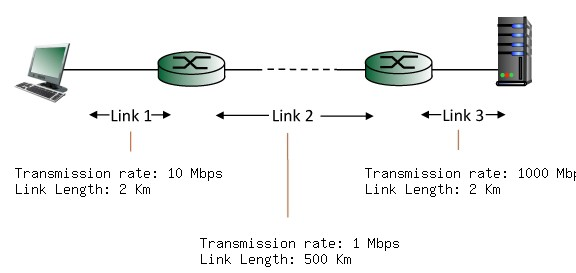 Link 1
Link 2
Link 3
Transmission rate: 10 Mbps
Link Length: 2 Km
Transmission rate: 1000 Mbp
Link Length: 2 Km
Transmission rate: 1 Mbps
Link Length: 500 Km